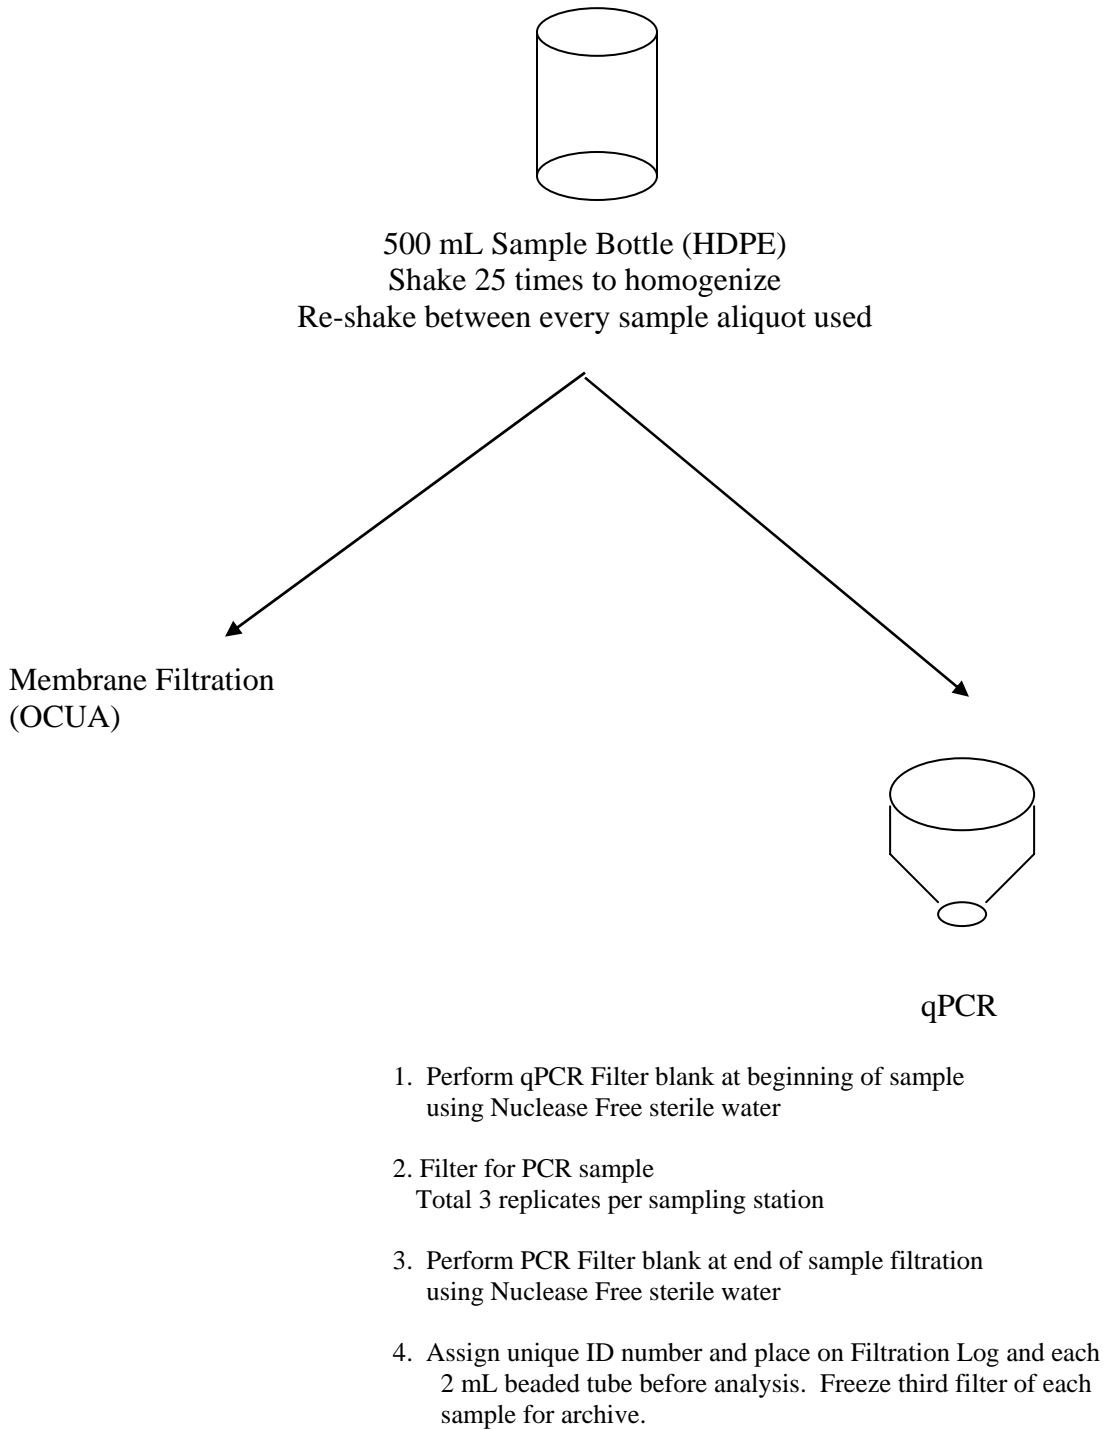 500 mL Sample Bottle (HDPE)
Shake 25 times to homogenize
Re-shake between every sample aliquot used
Membrane Filtration
(OCUA)
qPCR
1. Perform qPCR Filter blank at beginning of sample
using Nuclease Free sterile water
2. Filter for PCR sample
Total 3 replicates per sampling station
3. Perform PCR Filter blank at end of sample filtration
using Nuclease Free sterile water
4. Assign unique ID number and place on Filtration Log and each
2 mL beaded tube before analysis. Freeze third filter of each
sample for archive.